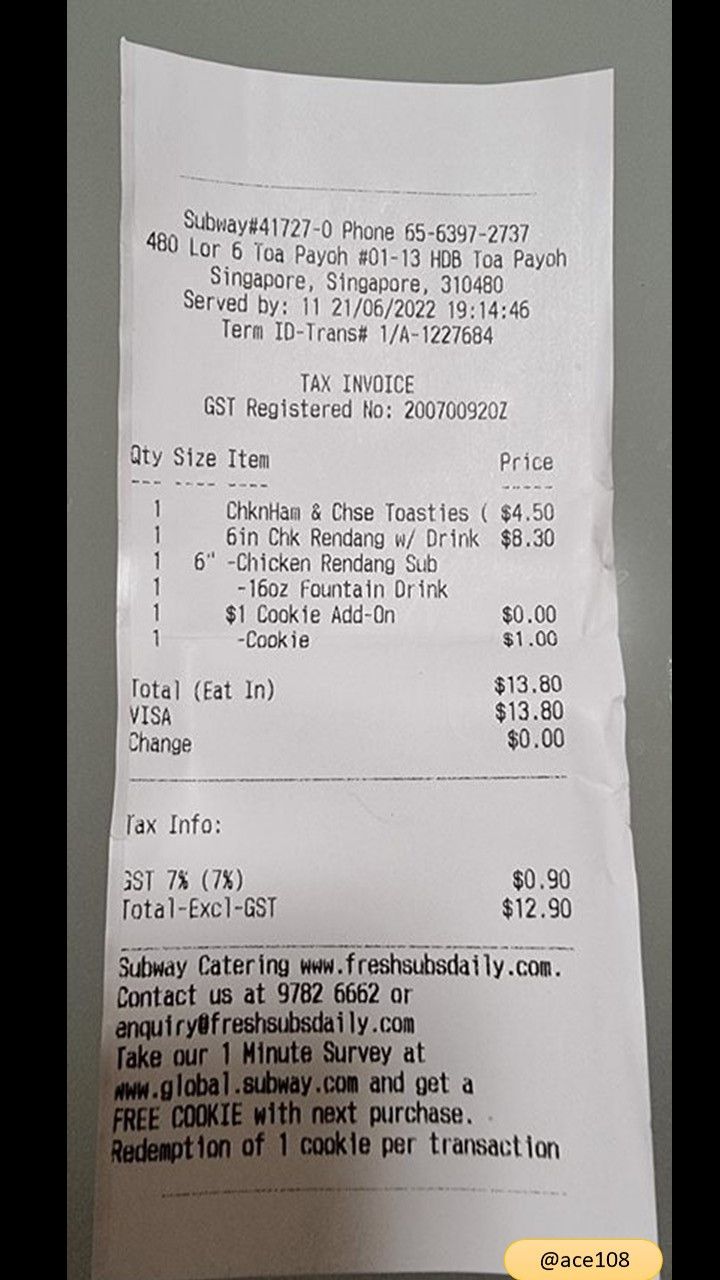 Subway#41727-0 Phone 65-6397-2737
480 Lor 6 Toa Payoh #01-13 HDB Toa Payoh
Singapore, Singapore, 310480
Served by: 11 21/06/2022 19:14:46
Term ID-Trans# 1/A-1227684
TAX INVOICE
GST Registered No: 200700920Z
Qty Size Item Price
--- ---- ---- -----
1 ChknHam & Chse Toasties ( $4.50
1 6in Chk Rendang w/ Drink $8.30
1 6" -Chicken Rendang Sub
1 -16oz Fountain Drink
1 $1 Cookie Add-On $0.00
1 -Cookie $1.00
Total (Eat In) $13.80
VISA $13.80
Change $0.00
Tax Info:
GST 7% (7%) $0.90
Total-Excl-GST $12.90
Subway Catering www.freshsubsdaily.com.
Contact us at 9782 6662 or
enquiry@freshsubsdaily.com
Take our 1 Minute Survey at
www.global.subway.com and get a
FREE COOKIE with next purchase.
Redemption of 1 cookie per transaction
@ace108